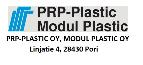 PRP-Plastic
Modul Plastic
PRP-PLASTIC OY, MODUL PLASTIC OY
Linjatie 4, 28430 Pori